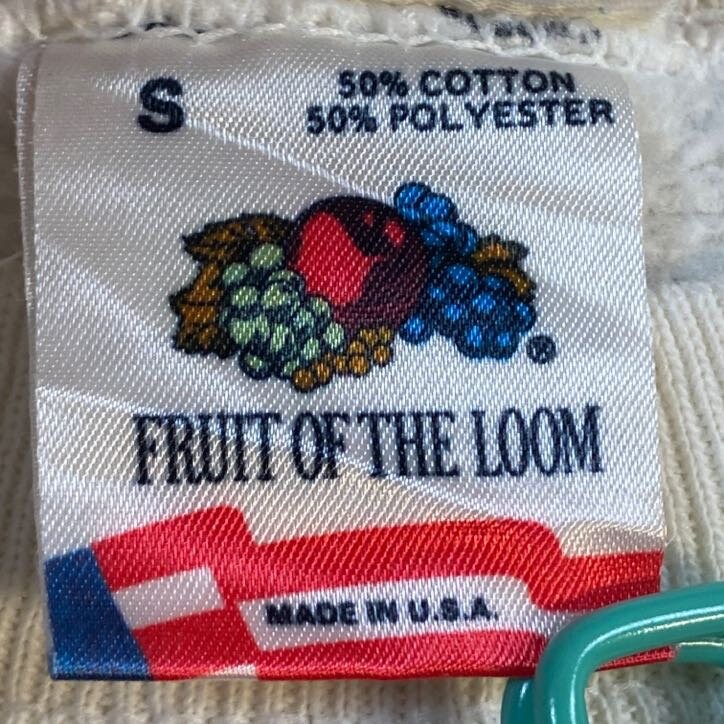 S
50% COTTON
50% POLYESTER
®
FRUIT OF THE LOOM
MADE IN U.S.A.